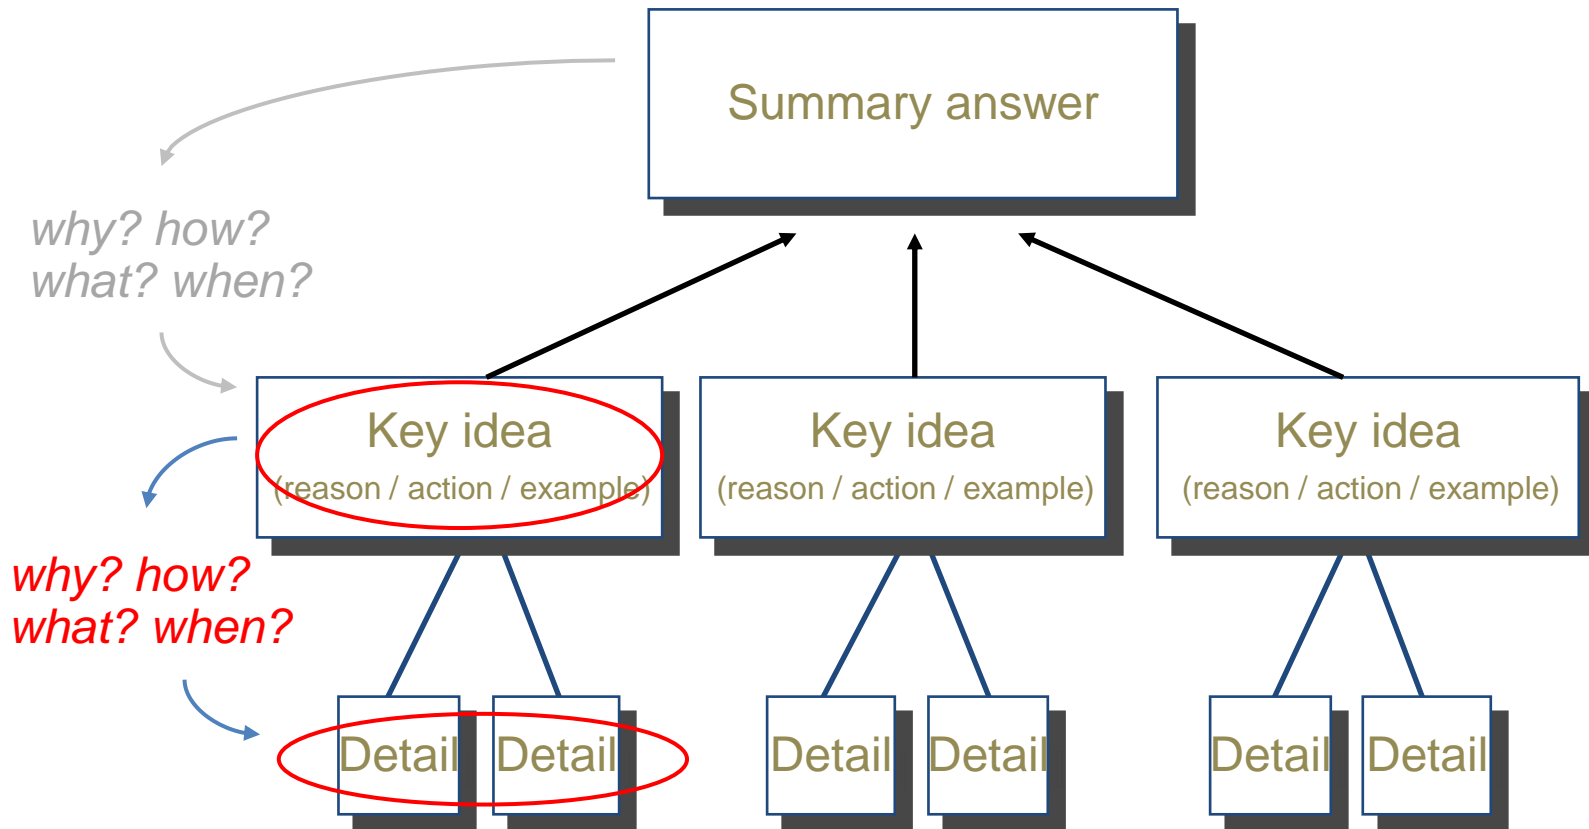 Summary answer
why? how?
what? when?
Key idea
(reason / action / example)
Key idea
(reason / action / example)
Key idea
(reason / action / example)
why? how?
what? when?
Detail
Detail
Detail
Detail
Detail
Detail